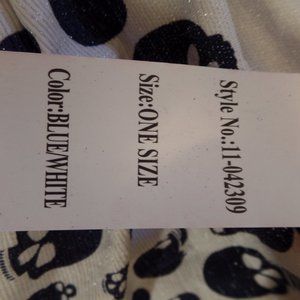 Style No.:11-042309
Size:ONE SIZE
Color:BLUE/WHITE